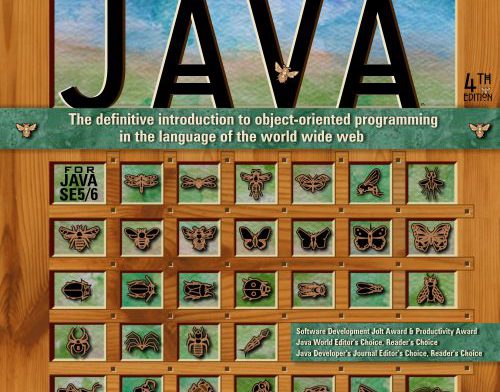 JAVA
4TH
EDITION
The definitive introduction to object-oriented programming
in the language of the world wide web
FOR
JAVA
SE5/6
Software Development Jolt Award & Productivity Award
Java World Editor's Choice, Reader's Choice
Java Developer's Journal Editor's Choice, Reader's Choice